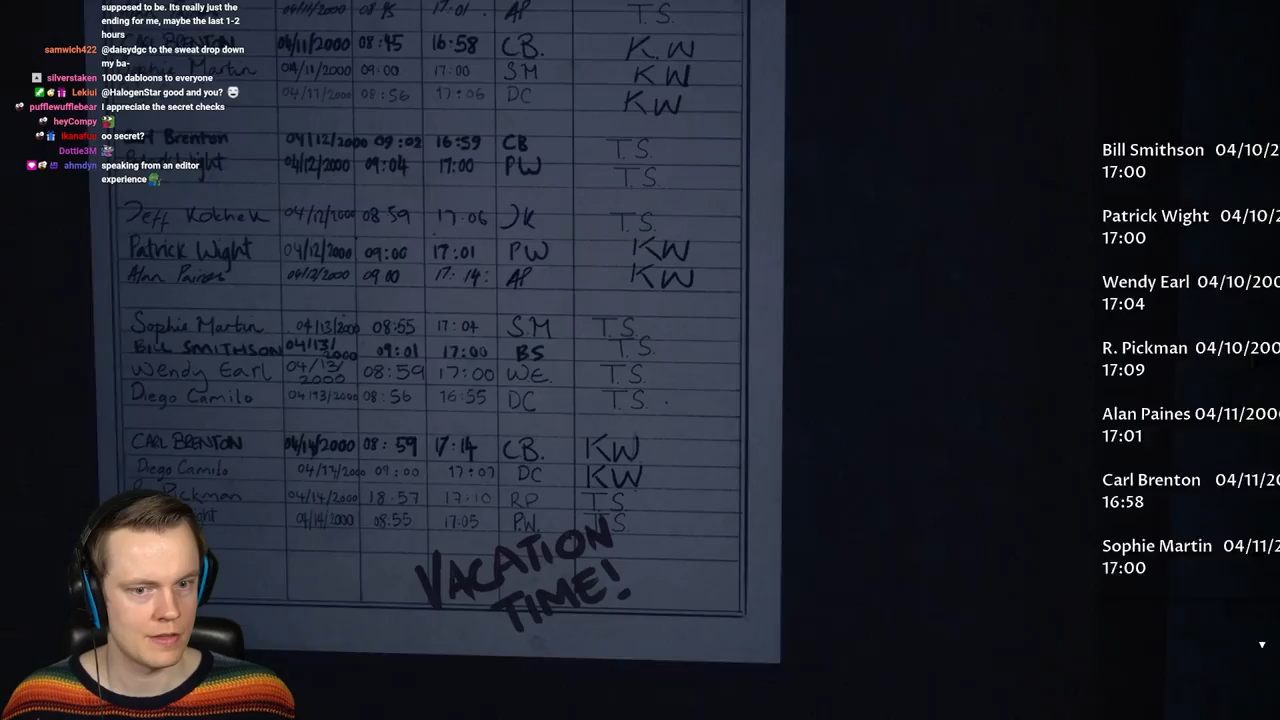 supposed to be. Its really just the
ending for me, maybe the last 1-2
hours
samwich422 @daisydgc to the sweat drop down
my ba-
silverstaken 1000 dabloons to everyone
Lekiul @HalogenStar good and you?
pufflewufflebear I appreciate the secret checks
heyCompy
ikanafuu oo secret?
Dottie3M
ahmdyn speaking from an editor
experience
04/11/2000 08:45 17:01 AP T.S.
BRENTON 04/11/2000 08:45 16:58 CB. K.W
Martin 04/11/2000 09:00 17:00 SM KW
04/11/2000 08:56 17:06 DC KW
Carl Brenton 04/12/2000 09:02 16:59 CB T.S.
04/12/2000 09:04 17:00 PW T.S.
Jeff 04/12/2000 08:59 17:06 JK T.S.
Patrick Wight 04/12/2000 09:00 17:01 PW KW
Alan Paines 04/12/2000 09:00 17:14: AP KW
Sophie Martin 04/13/2000 08:55 17:04 S.M T.S.
BILL SMITHSON 04/13/2000 09:01 17:00 BS T.S.
Wendy Earl 04/13/2000 08:59 17:00 WE. T.S.
Diego Camilo 04/13/2000 08:56 16:55 DC T.S.
CARL BRENTON 04/14/2000 08:59 17:14 CB. KW
Diego Camilo 09:00 17:07 DC KW
Pickman 04/14/2000 18:57 17:10 RP T.S.
04/14/2000 08:55 17:05 P.W. T.S.
VACATION
TIME!
Bill Smithson 04/10/2
17:00
Patrick Wight 04/10/2
17:00
Wendy Earl 04/10/200
17:04
R. Pickman 04/10/200
17:09
Alan Paines 04/11/200
17:01
Carl Brenton 04/11/20
16:58
Sophie Martin 04/11/2
17:00